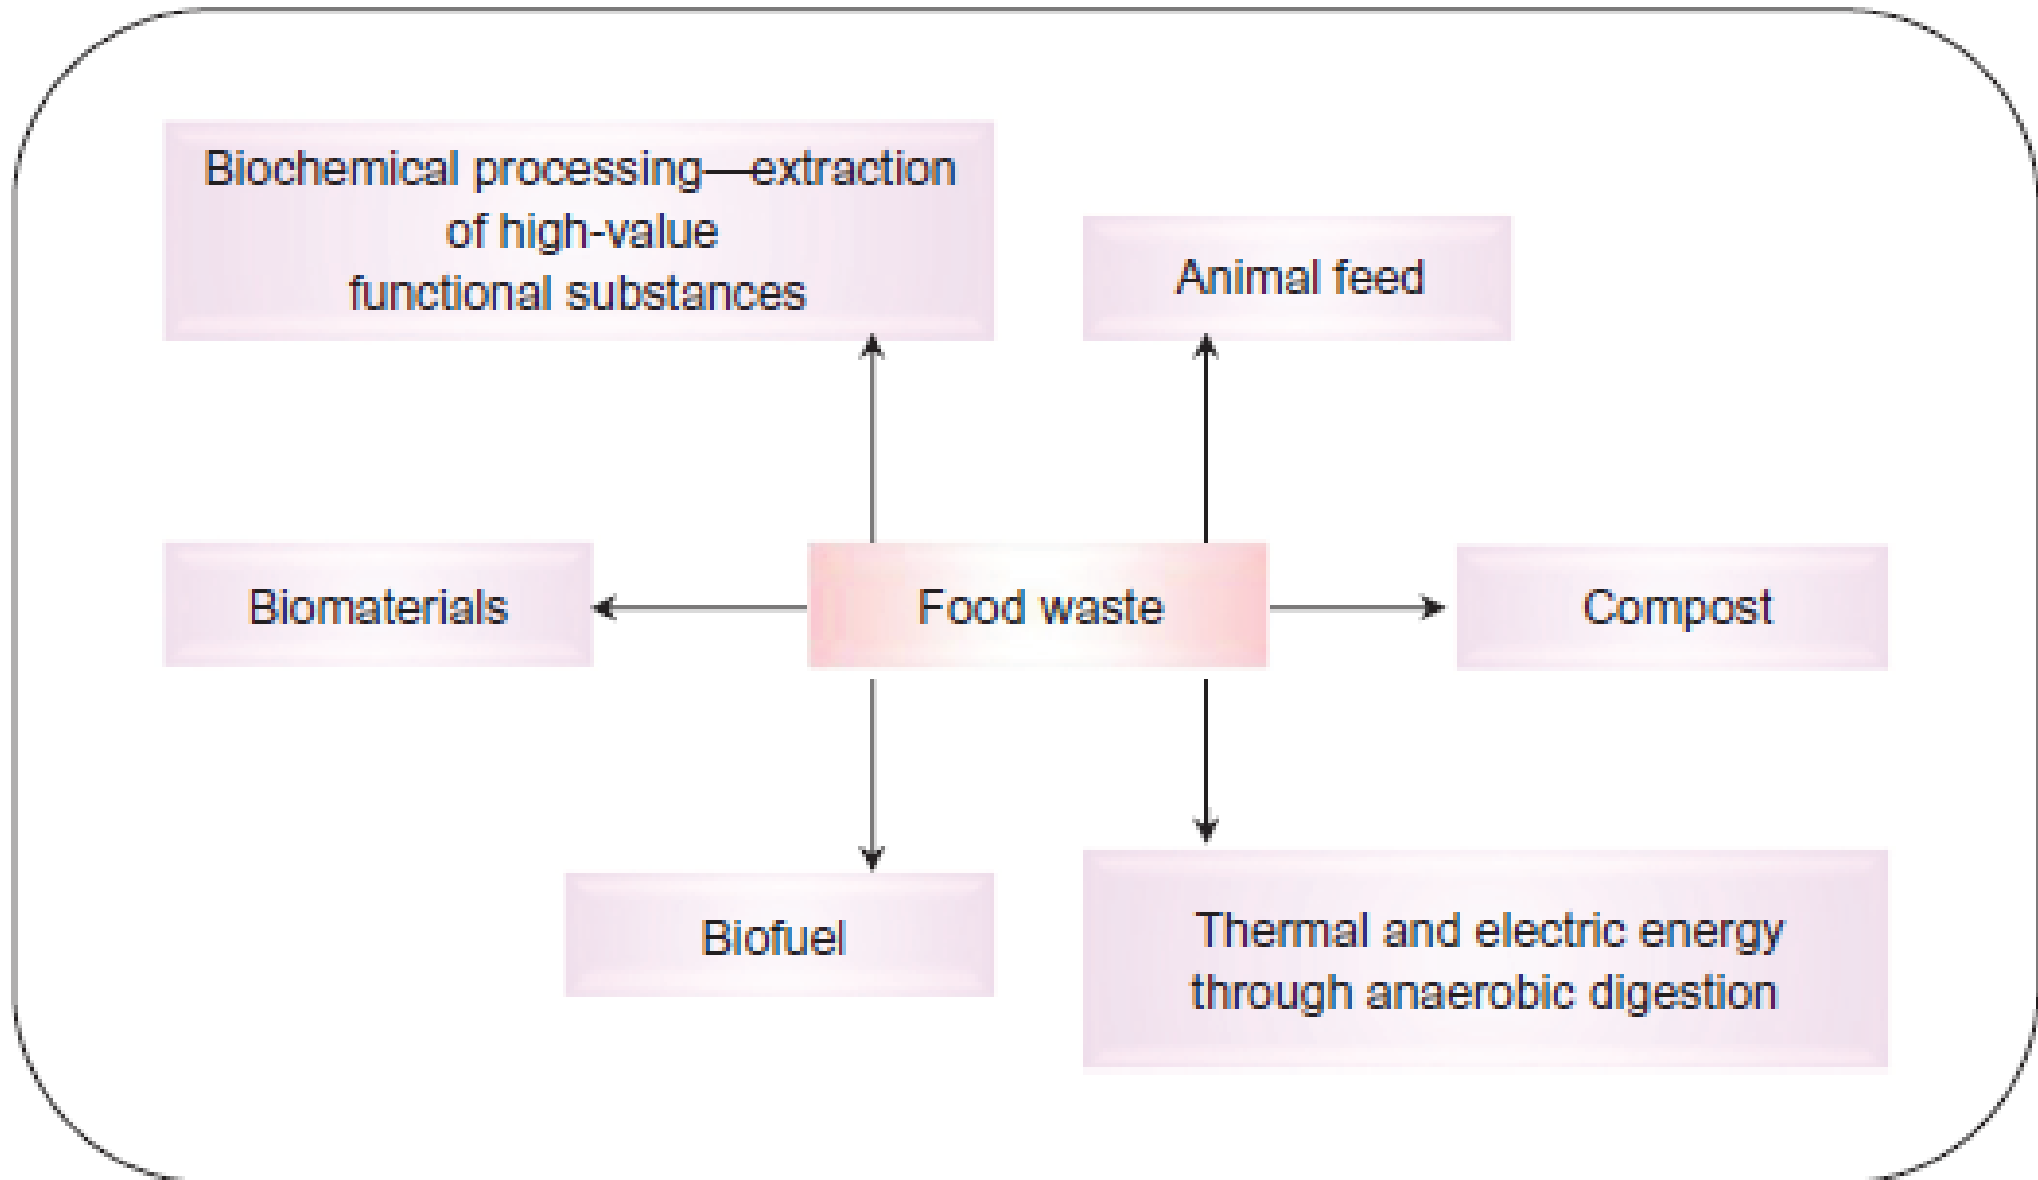 Biochemical processing—extraction
of high-value
functional substances
Animal feed
Biomaterials
Food waste
Compost
Biofuel
Thermal and electric energy
through anaerobic digestion